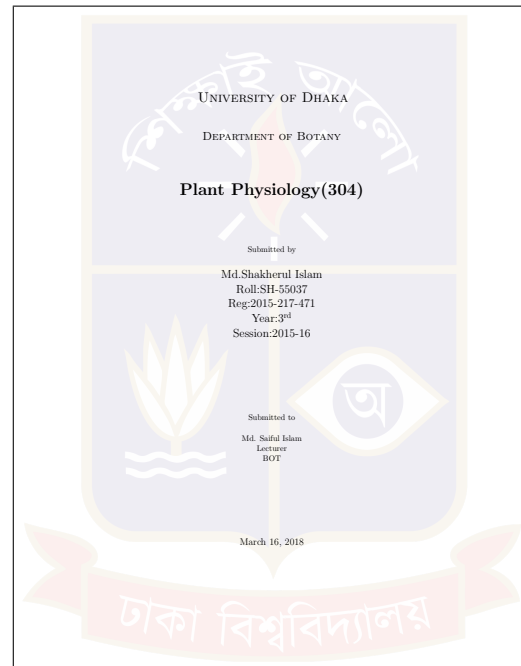 শিক্ষাই আলো
UNIVERSITY OF DHAKA
DEPARTMENT OF BOTANY
Plant Physiology(304)
Submitted by
Md.Shakherul Islam
Roll:SH-55037
Reg:2015-217-471
Year:3rd
Session:2015-16
অ
Submitted to
Md. Saiful Islam
Lecturer
BOT
March 16, 2018
ঢাকা বিশ্ববিদ্যালয়